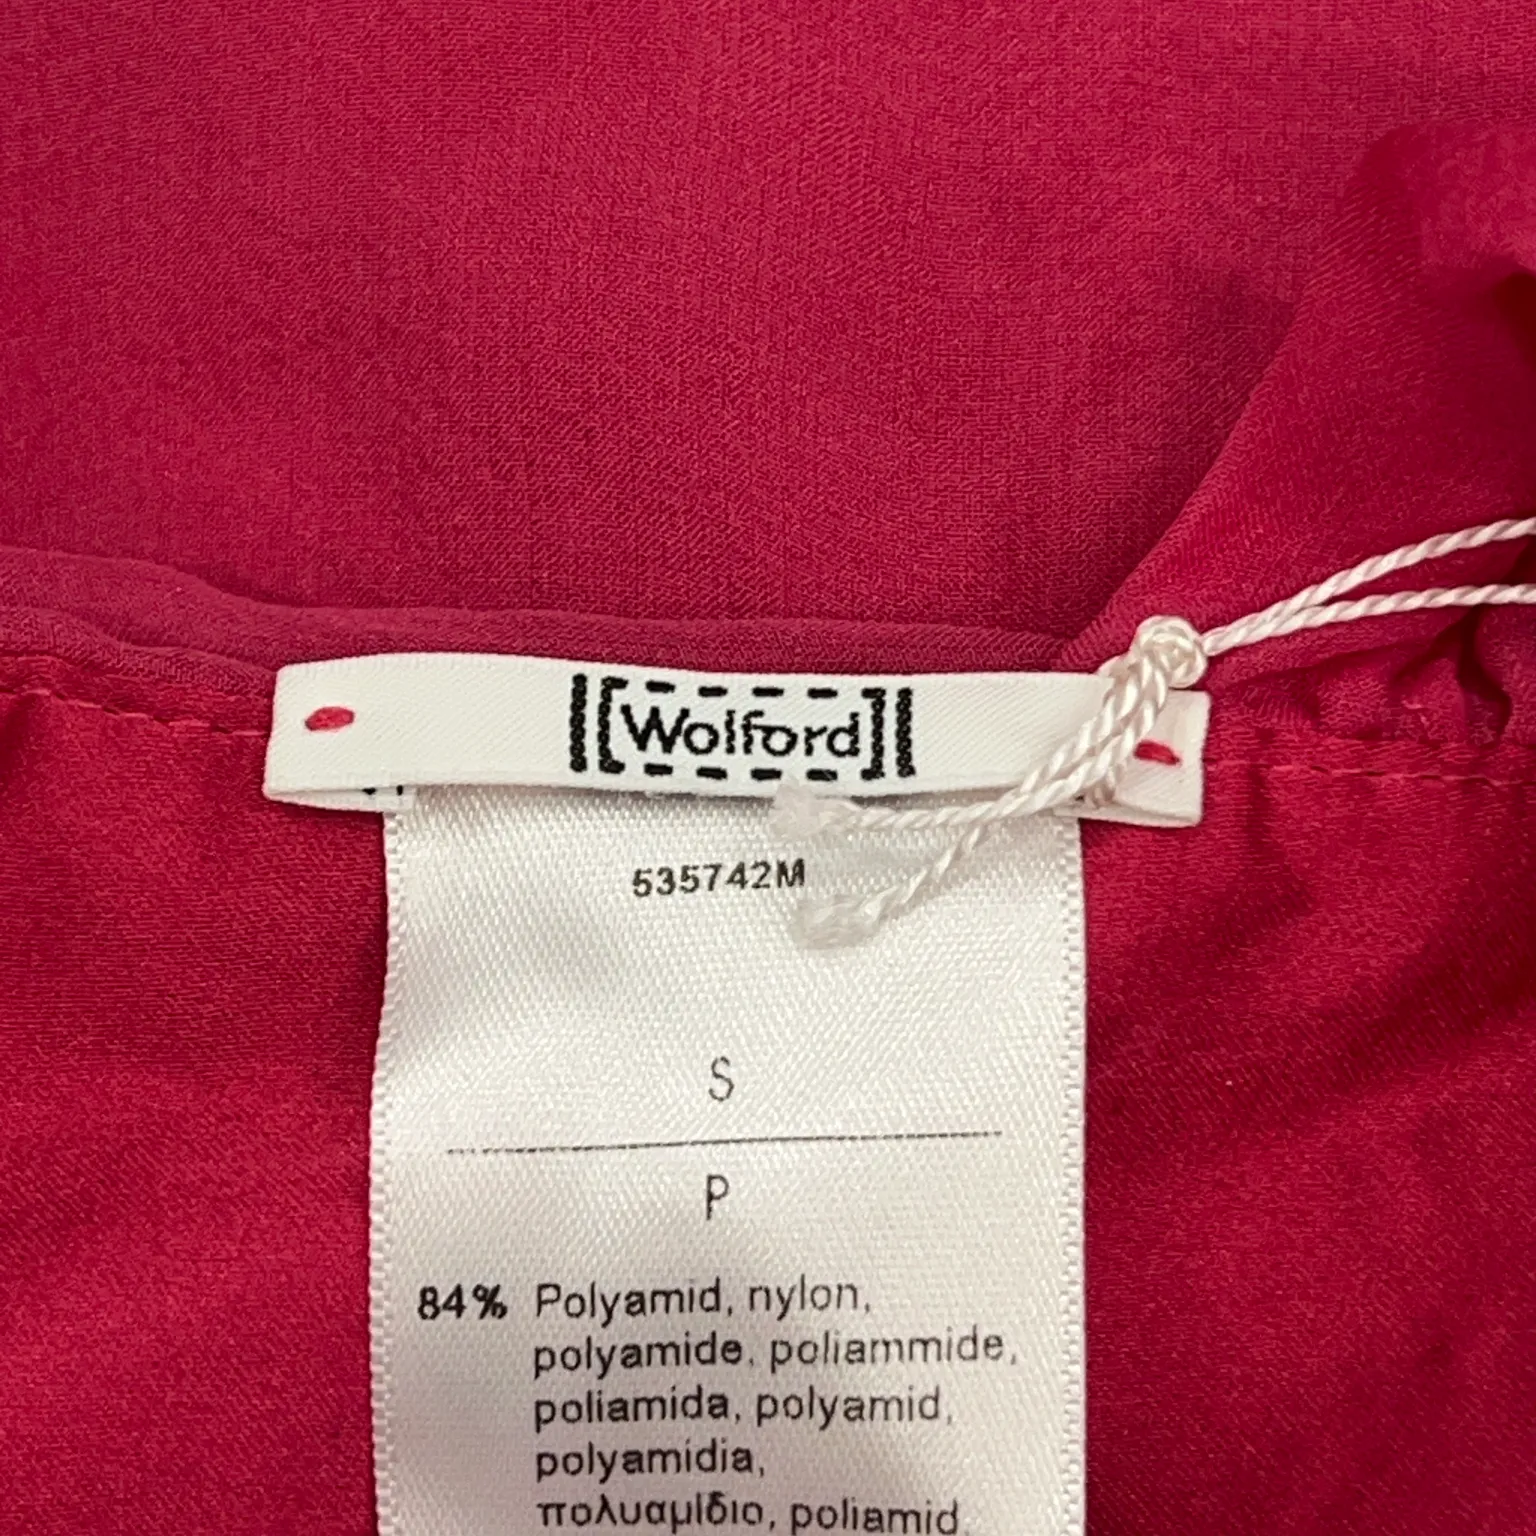 Wolford
535742M
S
P
84% Polyamid, nylon,
polyamide, poliammide,
poliamida, polyamid,
polyamidia,
πολυαμίδιο, poliamid